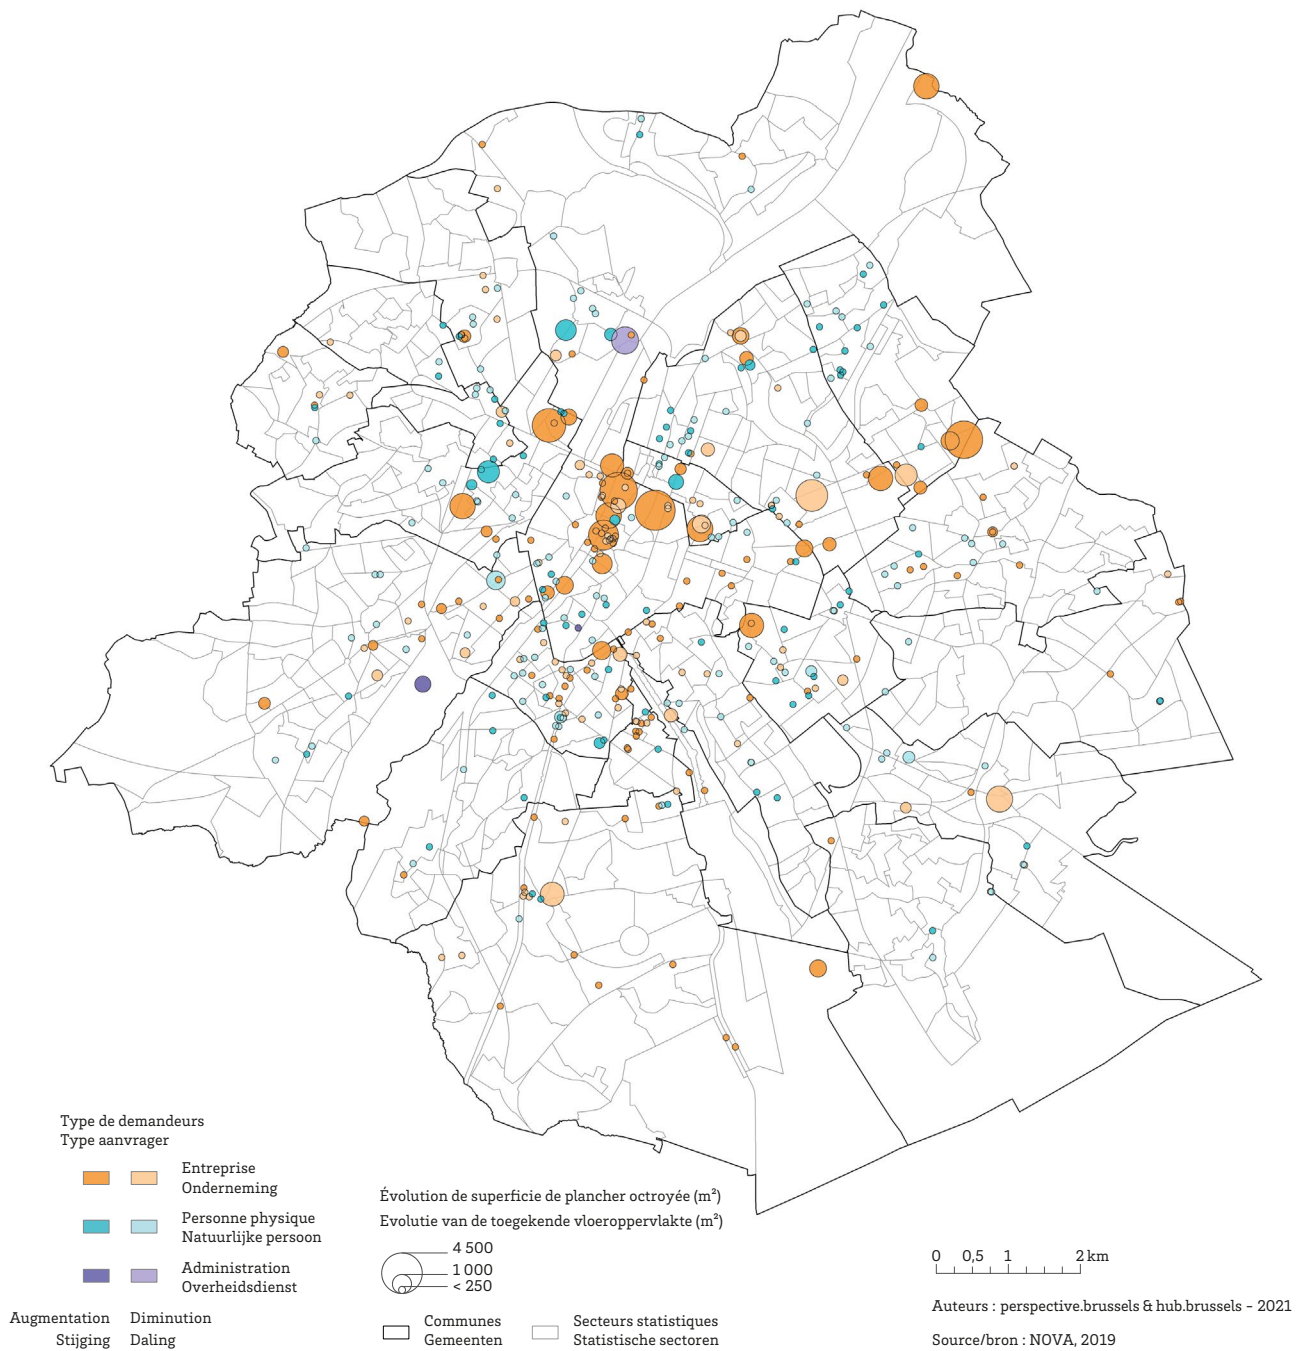 Type de demandeurs
Type aanvrager
Entreprise
Onderneming
Personne physique
Natuurlijke persoon
Administration
Overheidsdienst
Augmentation Diminution
Stijging Daling
Évolution de superficie de plancher octroyée (m²)
Evolutie van de toegekende vloeroppervlakte (m²)
4 500
1 000
< 250
Communes
Gemeenten
Secteurs statistiques
Statistische sectoren
0 0,5 1 2 km
Auteurs : perspective.brussels & hub.brussels – 2021
Source/bron : NOVA, 2019